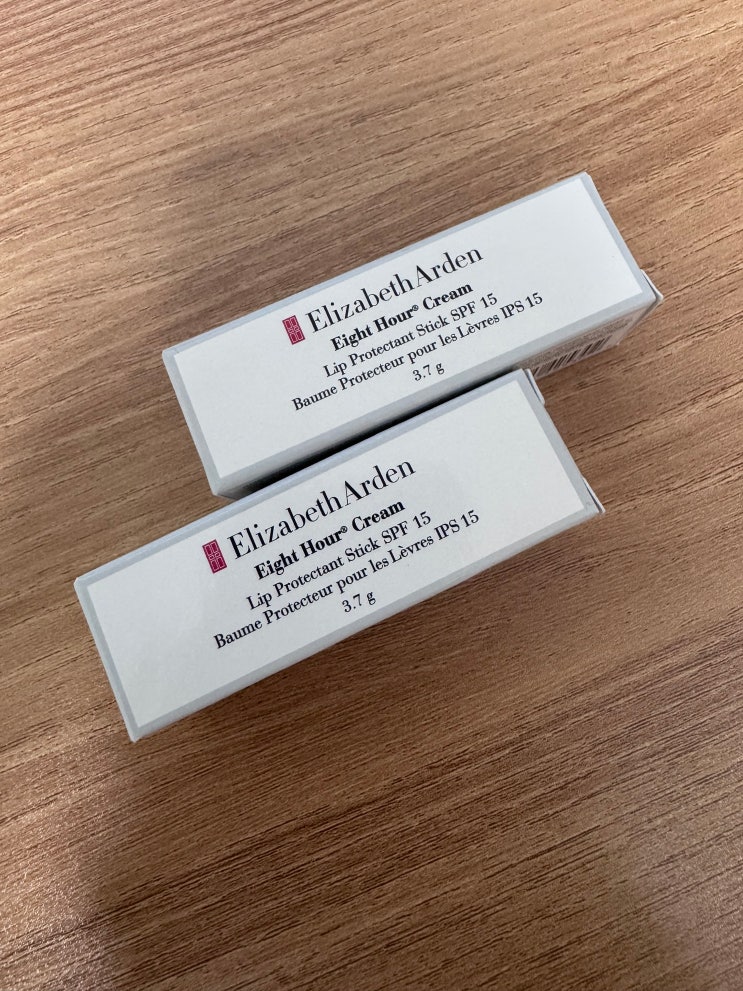 Elizabeth Arden
Eight Hour® Cream
Lip Protectant Stick SPF 15
Baume Protecteur pour les Lèvres IPS 15
3.7 g
Elizabeth Arden
Eight Hour® Cream
Lip Protectant Stick SPF 15
Baume Protecteur pour les Lèvres IPS 15
3.7 g